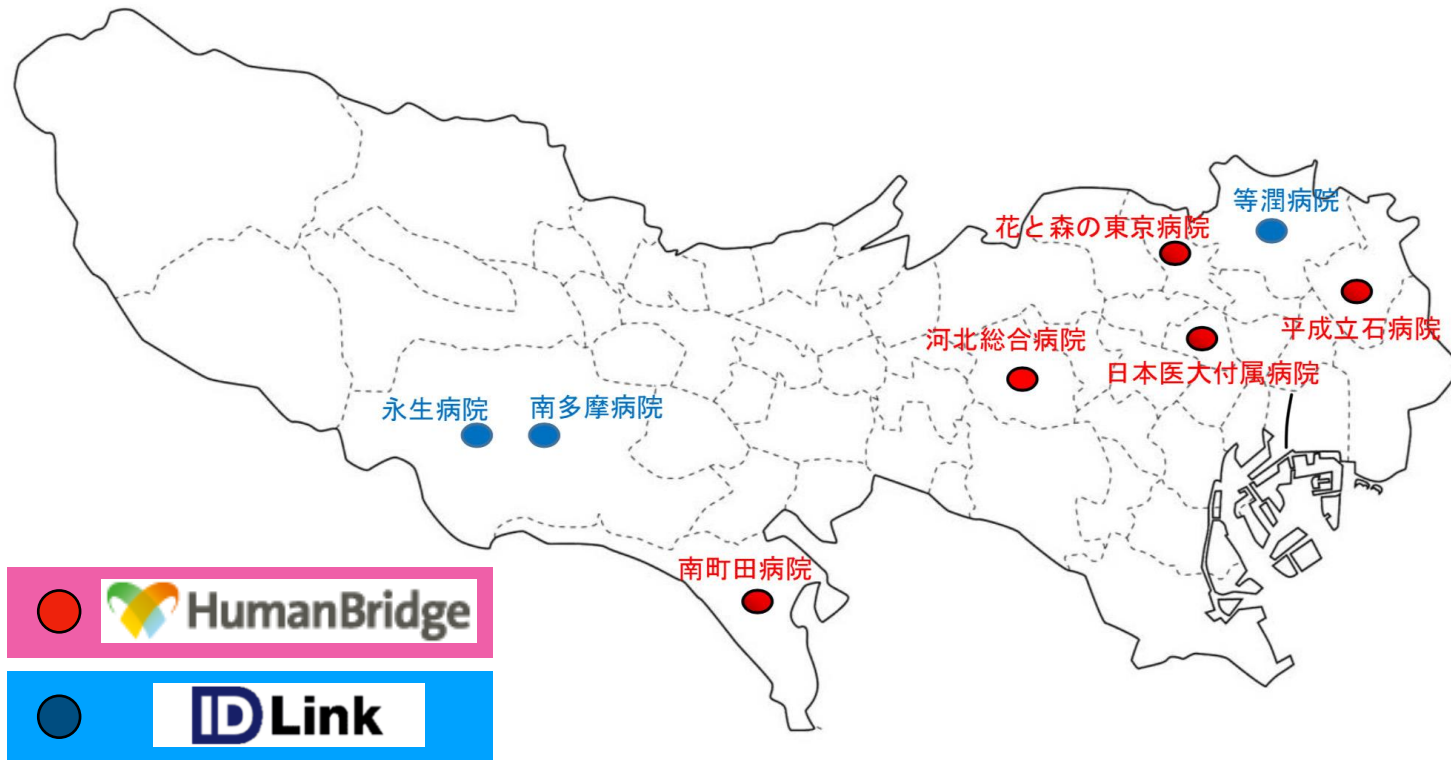 等潤病院
花と森の東京病院
平成立石病院
河北総合病院
日本医大付属病院
永生病院
南多摩病院
南町田病院
HumanBridge
IDLink